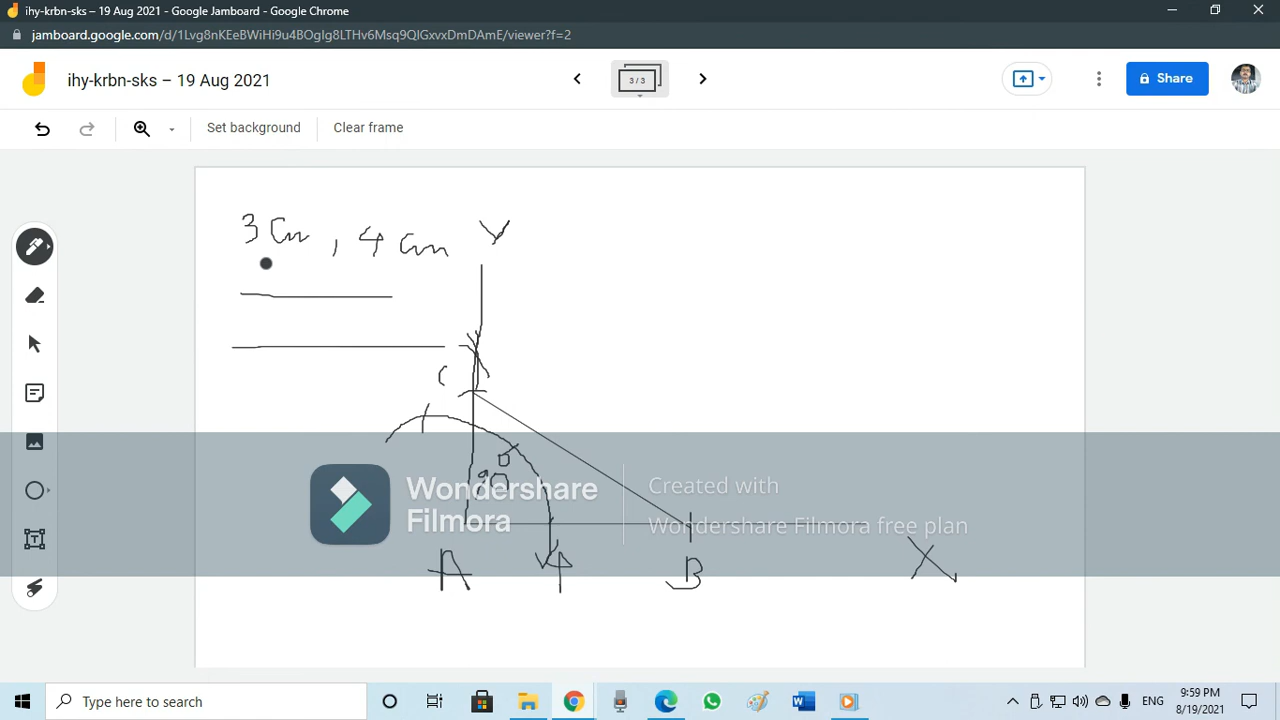 ihy-krbn-sks – 19 Aug 2021 - Google Jamboard - Google Chrome
jamboard.google.com/d/1Lvg8nKEeBWiHi9u4BOgIg8LTHv6Msq9QlGxvxDmDAmE/viewer?f=2
ihy-krbn-sks – 19 Aug 2021
3 / 3
Share
Set background
Clear frame
3 Cm , 4 cm Y
C
90
Wondershare
Filmora
Created with
Wondershare Filmora free plan
A 4 B X
Type here to search
ENG
9:59 PM
8/19/2021